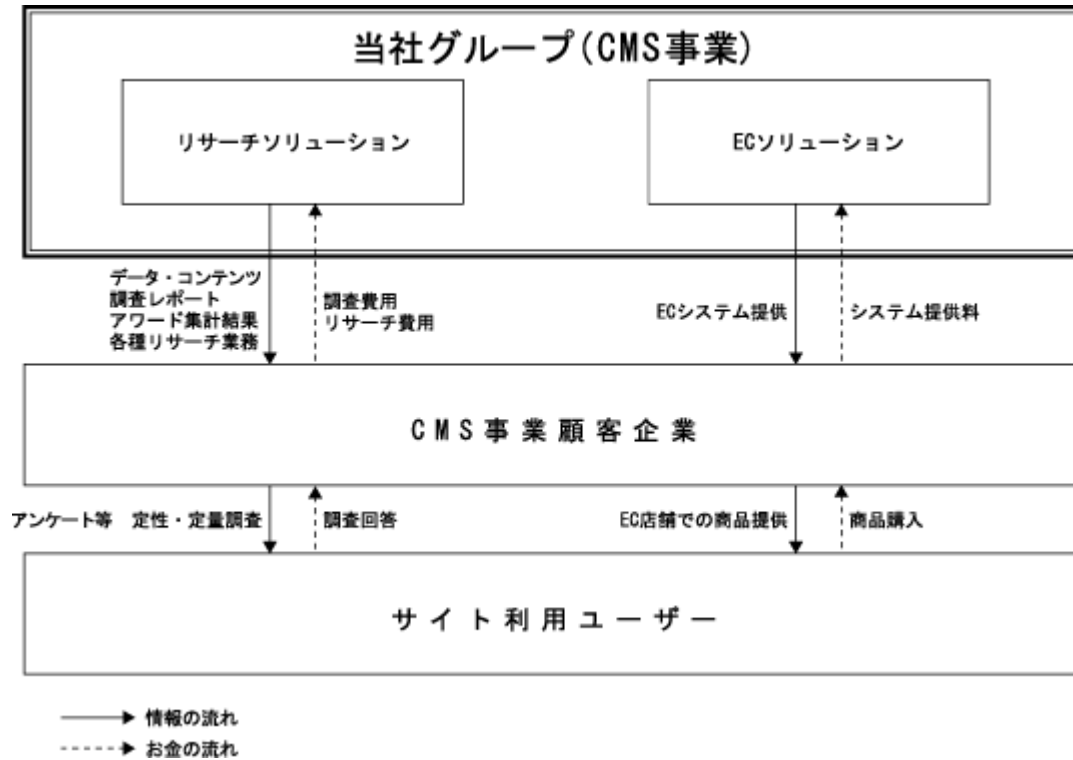 当社グループ(CMS事業)
リサーチソリューション
ECソリューション
データ・コンテンツ
調査レポート
アワード集計結果
各種リサーチ業務
調査費用
リサーチ費用
ECシステム提供
システム提供料
CMS事業顧客企業
アンケート等 定性・定量調査
調査回答
EC店舗での商品提供
商品購入
サイト利用ユーザー
情報の流れ
お金の流れ